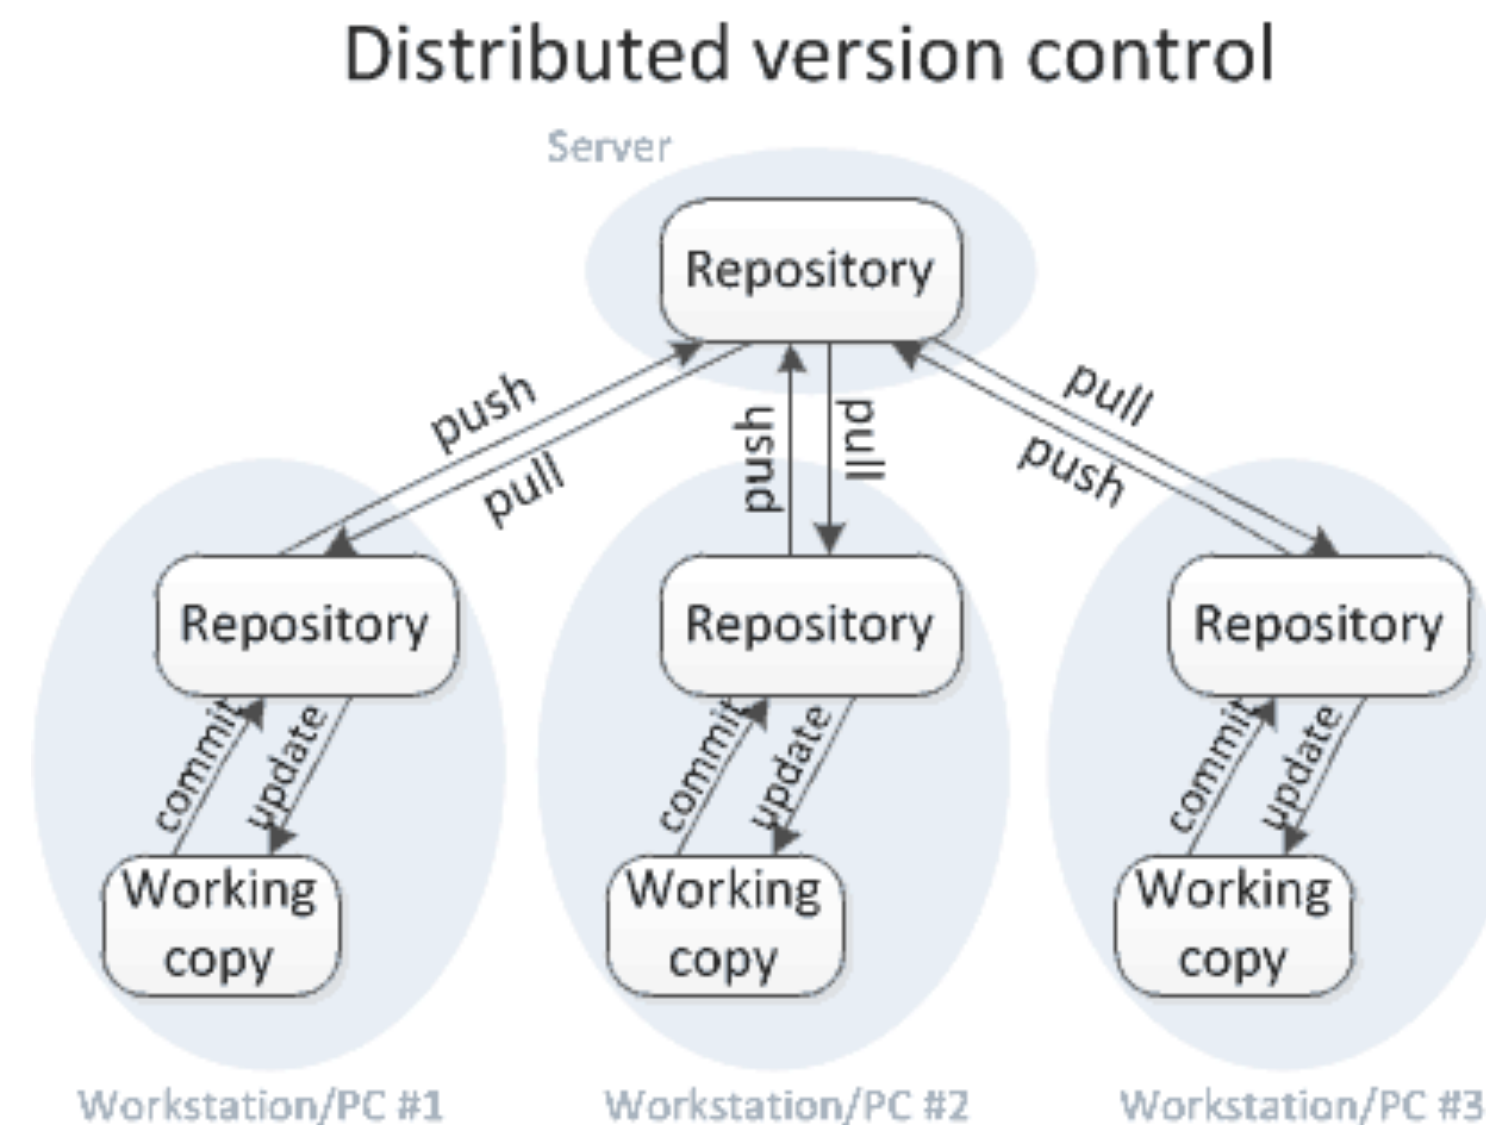 Distributed version control
Server
Repository
push
pull
push
pull
pull
push
Repository
Repository
Repository
commit
update
commit
update
commit
update
Working
copy
Working
copy
Working
copy
Workstation/PC #1
Workstation/PC #2
Workstation/PC #3